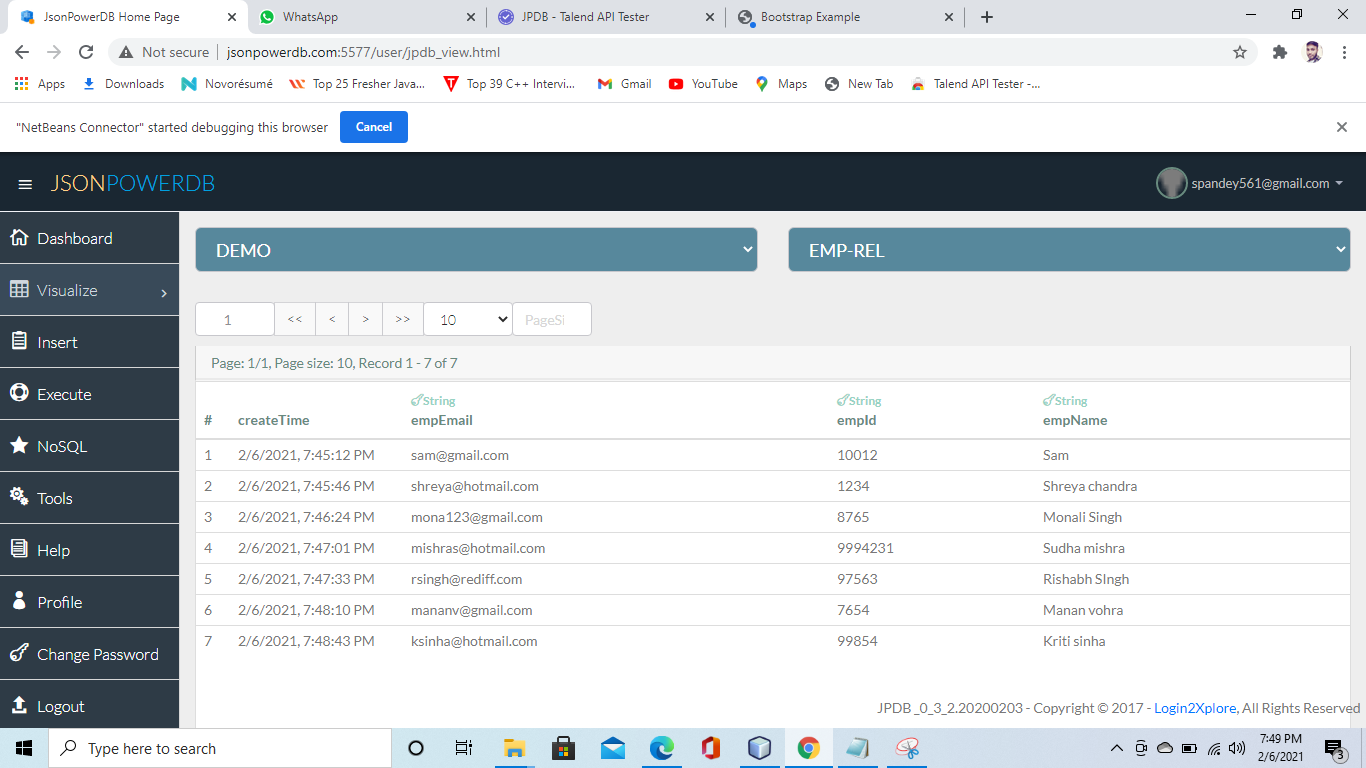 JsonPowerDB Home Page
WhatsApp
JPDB - Talend API Tester
Bootstrap Example
Not secure
jsonpowerdb.com:5577/user/jpdb_view.html
Apps
Downloads
Novorésumé
Top 25 Fresher Java...
Top 39 C++ Intervi...
Gmail
YouTube
Maps
New Tab
Talend API Tester -...
"NetBeans Connector" started debugging this browser
Cancel
JSONPOWERDB
spandey561@gmail.com
Dashboard
Visualize
Insert
Execute
NoSQL
Tools
Help
Profile
Change Password
Logout
DEMO
EMP-REL
1 << < > >> 10 PageSi
Page: 1/1, Page size: 10, Record 1 - 7 of 7
String String String
# createTime empEmail empId empName
1 2/6/2021, 7:45:12 PM sam@gmail.com 10012 Sam
2 2/6/2021, 7:45:46 PM shreya@hotmail.com 1234 Shreya chandra
3 2/6/2021, 7:46:24 PM mona123@gmail.com 8765 Monali Singh
4 2/6/2021, 7:47:01 PM mishras@hotmail.com 9994231 Sudha mishra
5 2/6/2021, 7:47:33 PM rsingh@rediff.com 97563 Rishabh SIngh
6 2/6/2021, 7:48:10 PM mananv@gmail.com 7654 Manan vohra
7 2/6/2021, 7:48:43 PM ksinha@hotmail.com 99854 Kriti sinha
JPDB _0_3_2.20200203 - Copyright © 2017 - Login2Xplore, All Rights Reserved
Type here to search
7:49 PM
2/6/2021
3